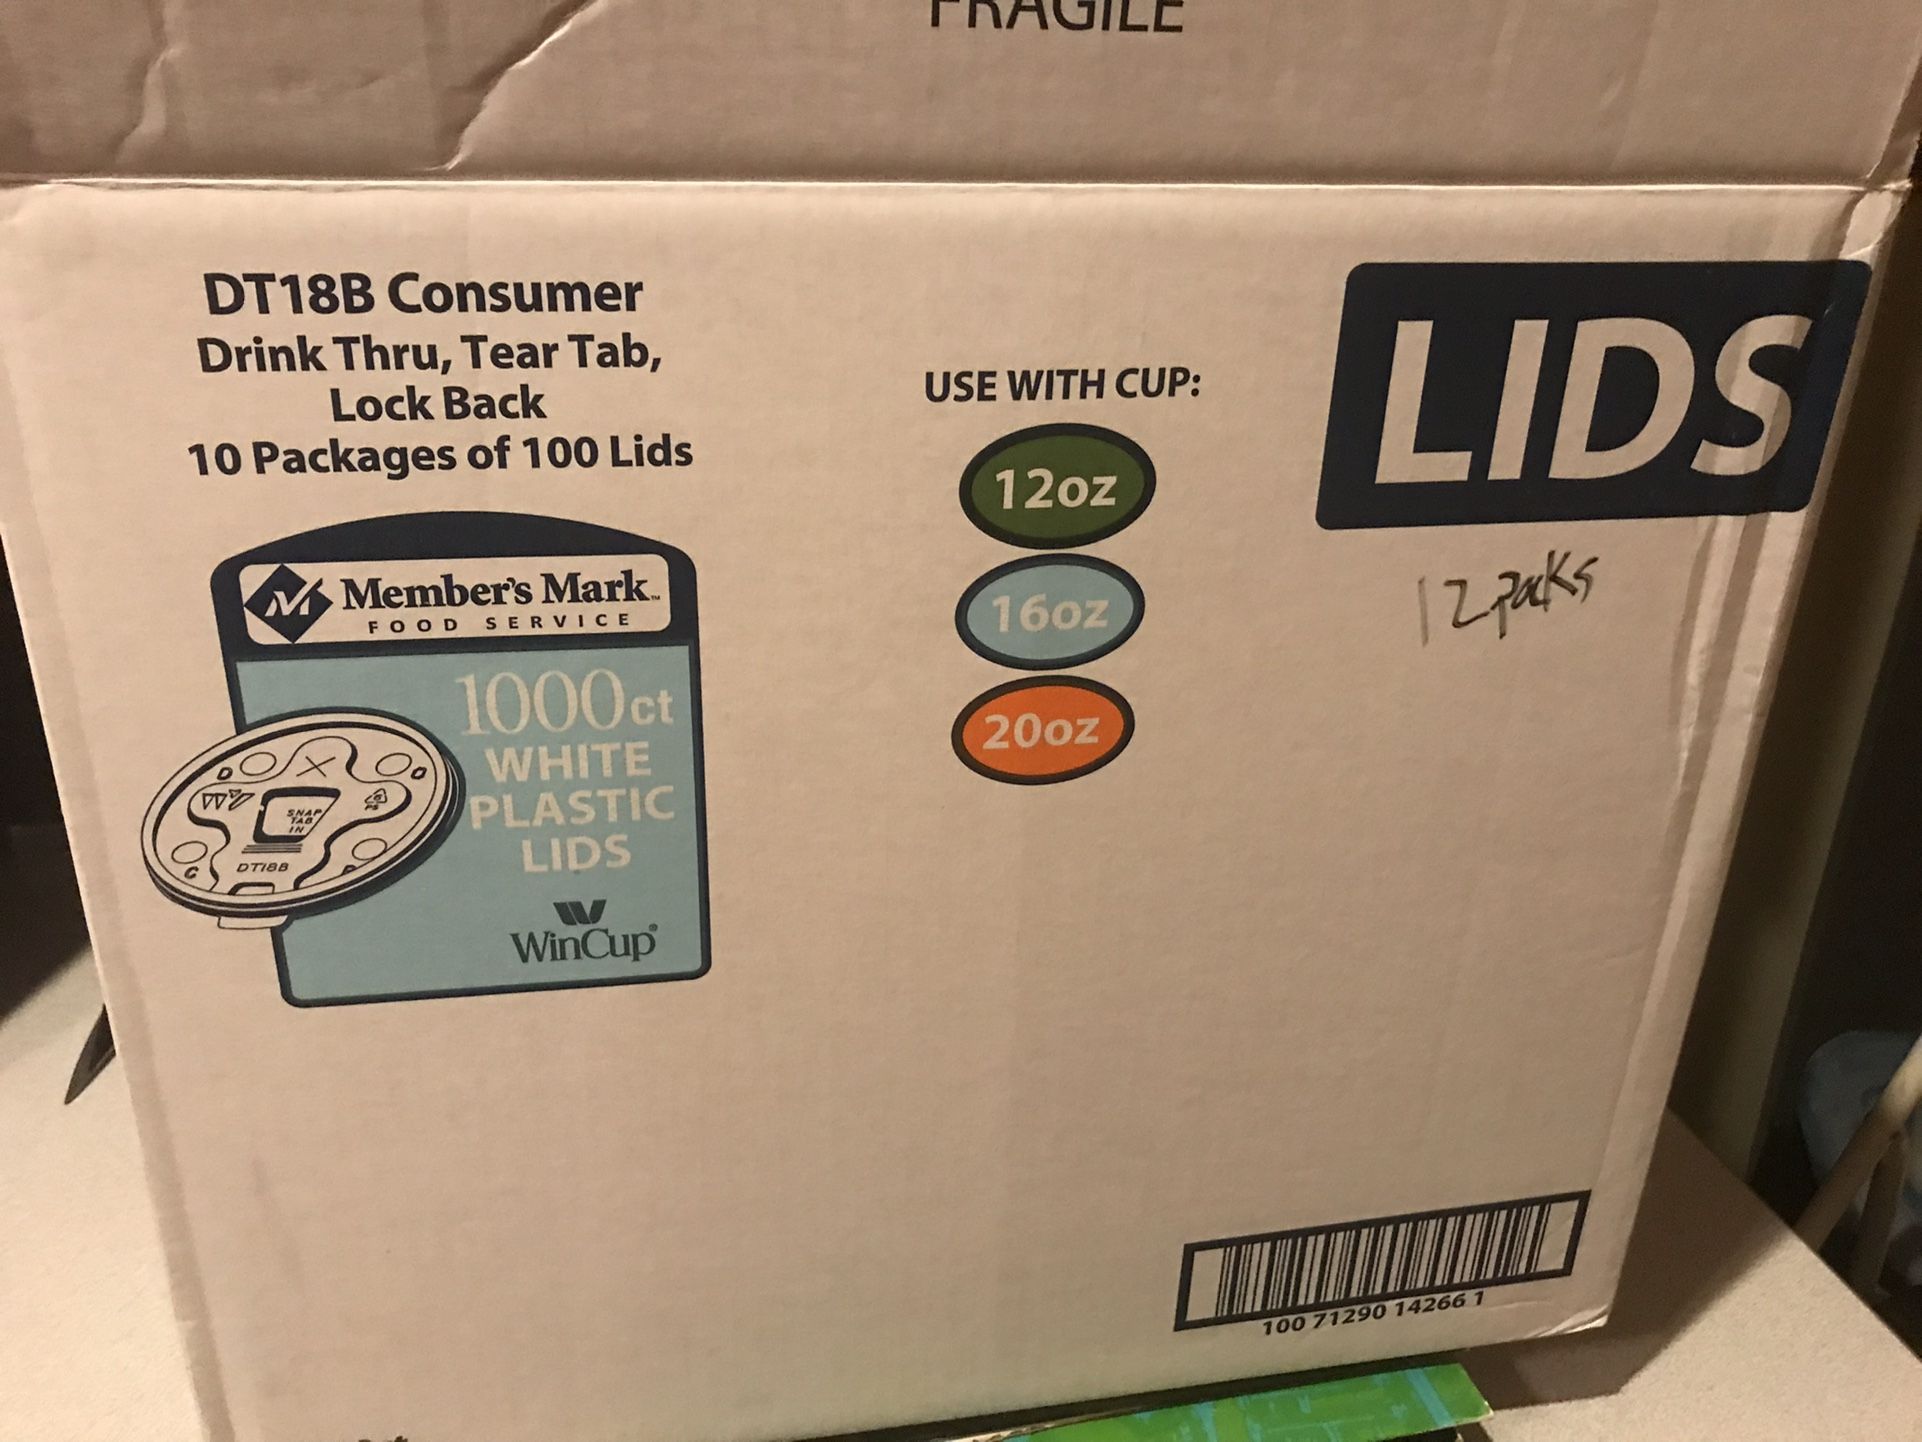 FRAGILE
DT18B Consumer
Drink Thru, Tear Tab,
Lock Back
10 Packages of 100 Lids
USE WITH CUP:
12oz
16oz
20oz
LIDS
12 packs
Member's Mark™
FOOD SERVICE
1000ct
WHITE
PLASTIC
LIDS
D
O
SNAP
TAB
IN
PS
DT18B
WinCup®
100 71290 14266 1